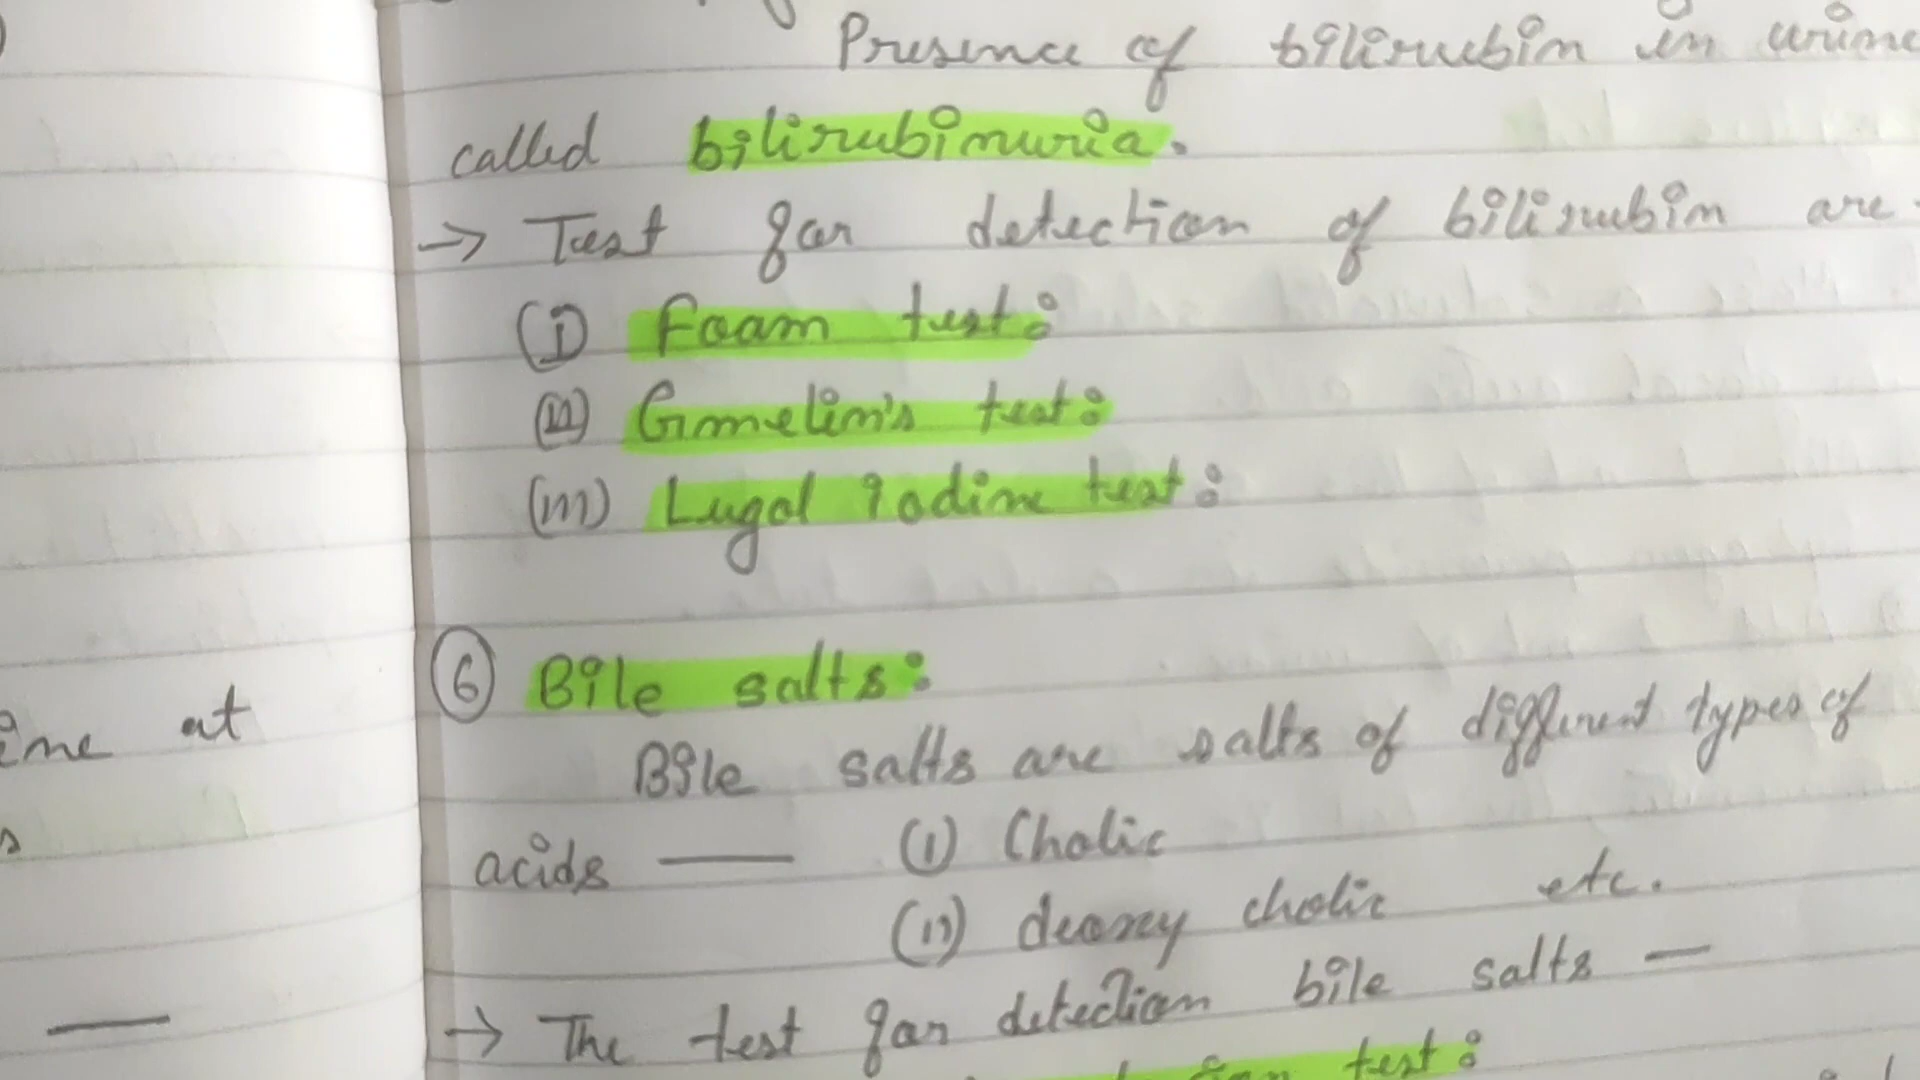 Presence of bilirubin in urine
called bilirubinuria.
→ Test for detection of bilirubin are -
(i) Foam test:
(ii) Gmelin's test:
(iii) Lugol iodine test:
⑥ Bile salts:
Bile salts are salts of different types of
acids — (i) Cholic
(ii) deoxy cholic etc.
→ The test for detection bile salts —
test:
ine at